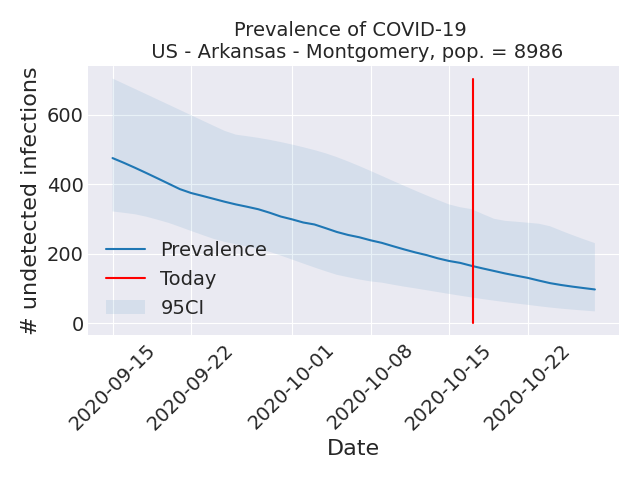 Prevalence of COVID-19
US - Arkansas - Montgomery, pop. = 8986
# undetected infections
600
400
200
0
Prevalence
Today
95CI
2020-09-15
2020-09-22
2020-10-01
2020-10-08
2020-10-15
2020-10-22
Date